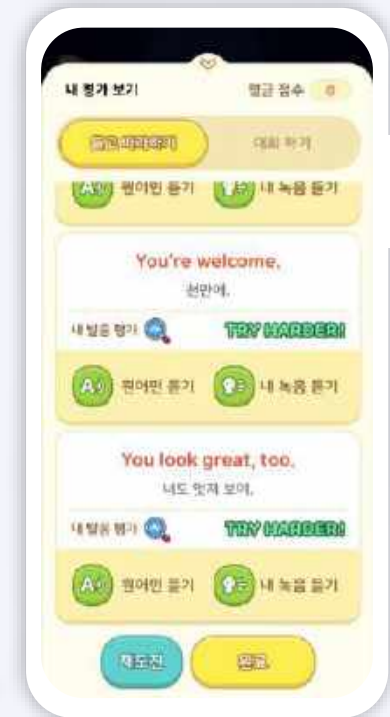 내 평가 보기
평균 점수 0
듣고 따라하기
대화 하기
원어민 듣기
내 녹음 듣기
You're welcome.
천만에.
내 발음 평가
TRY HARDER!
원어민 듣기
내 녹음 듣기
You look great, too.
너도 멋져 보여.
내 발음 평가
TRY HARDER!
원어민 듣기
내 녹음 듣기
재도전
완료